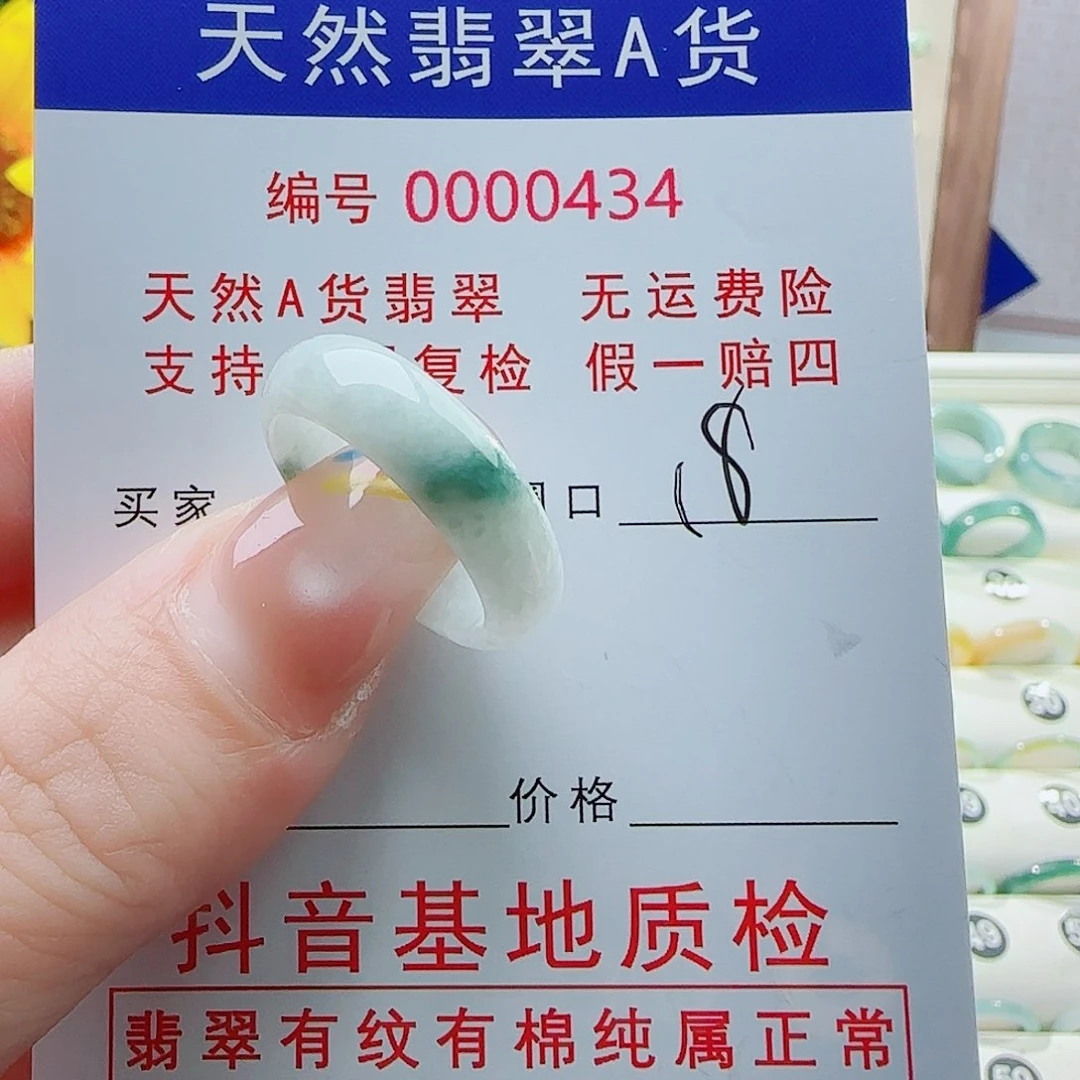 天然翡翠A货
编号 0000434
天然A货翡翠 无运费险
支持 复检 假一赔四
买家 口 18
价格
抖音基地质检
翡翠有纹有棉纯属正常